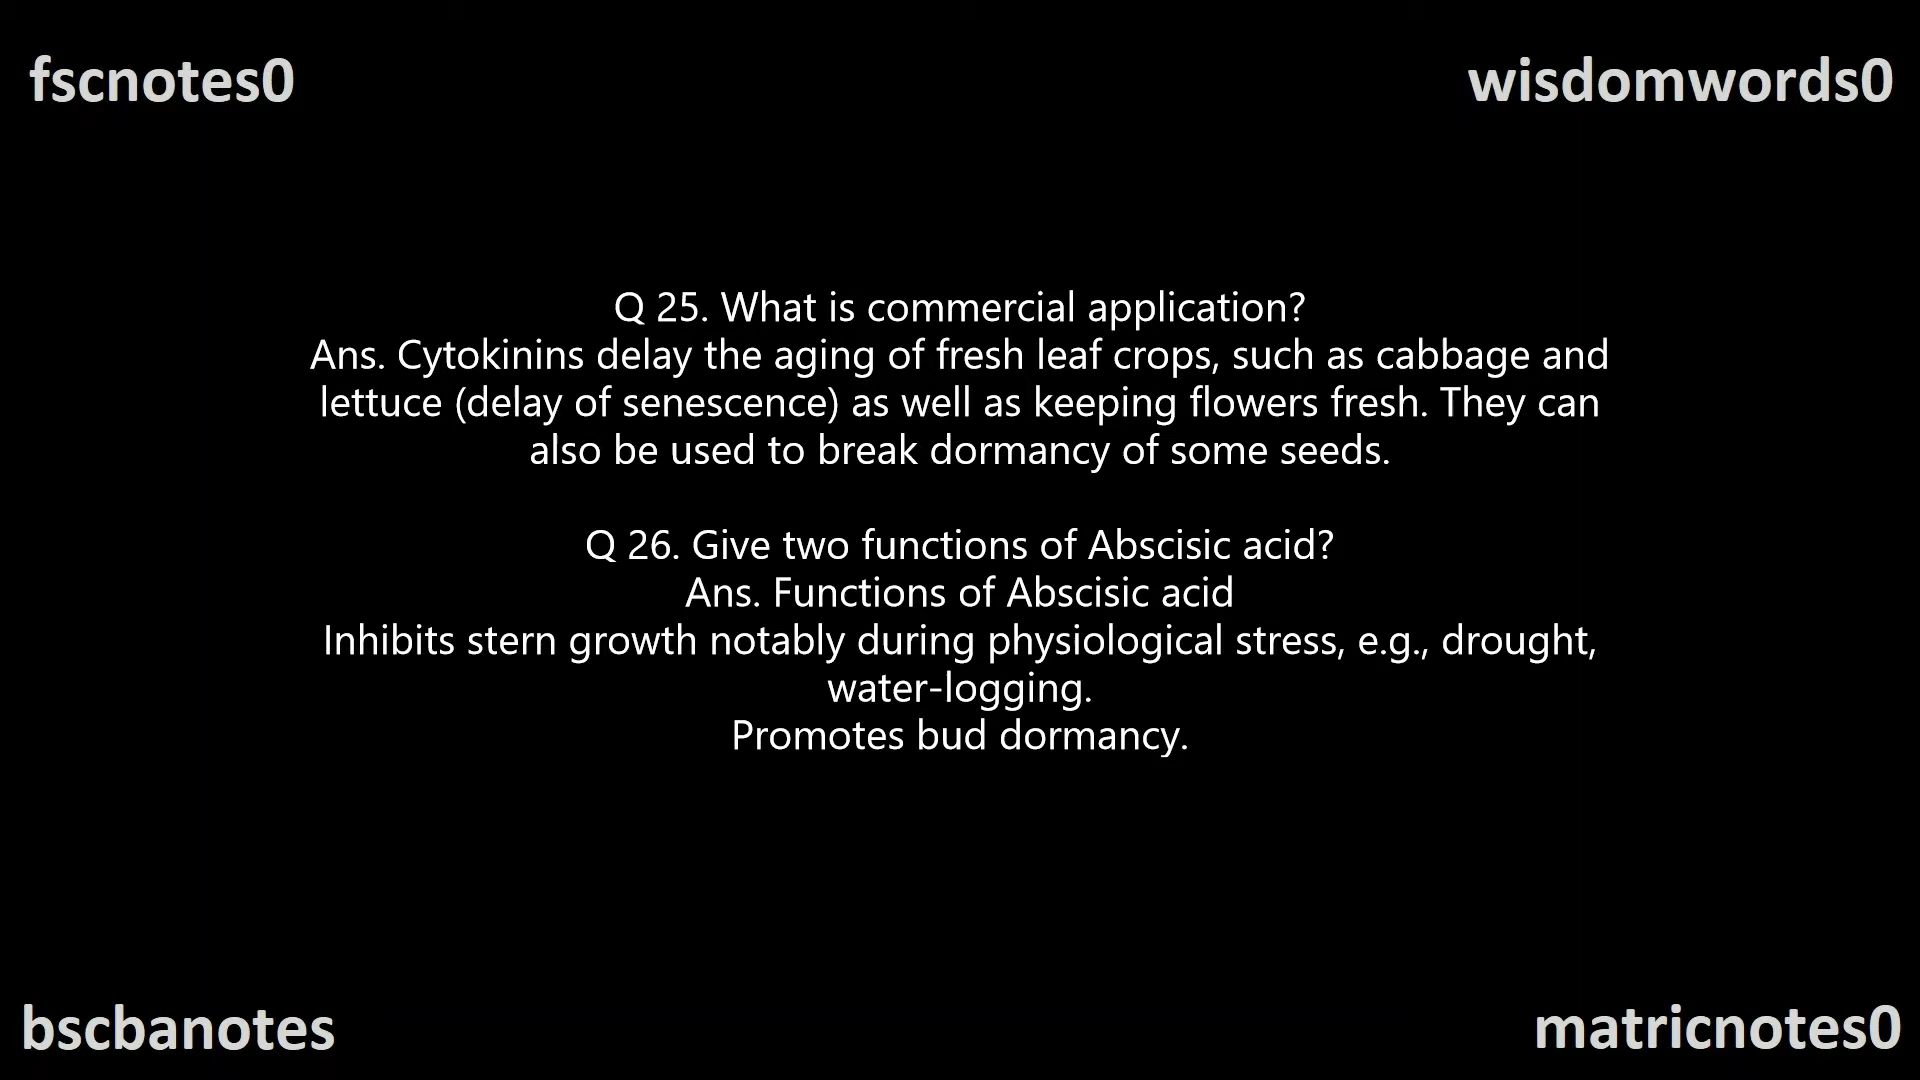 fscnotes0
wisdomwords0
Q 25. What is commercial application?
Ans. Cytokinins delay the aging of fresh leaf crops, such as cabbage and
lettuce (delay of senescence) as well as keeping flowers fresh. They can
also be used to break dormancy of some seeds.
Q 26. Give two functions of Abscisic acid?
Ans. Functions of Abscisic acid
Inhibits stern growth notably during physiological stress, e.g., drought,
water-logging.
Promotes bud dormancy.
bscbanotes
matricnotes0